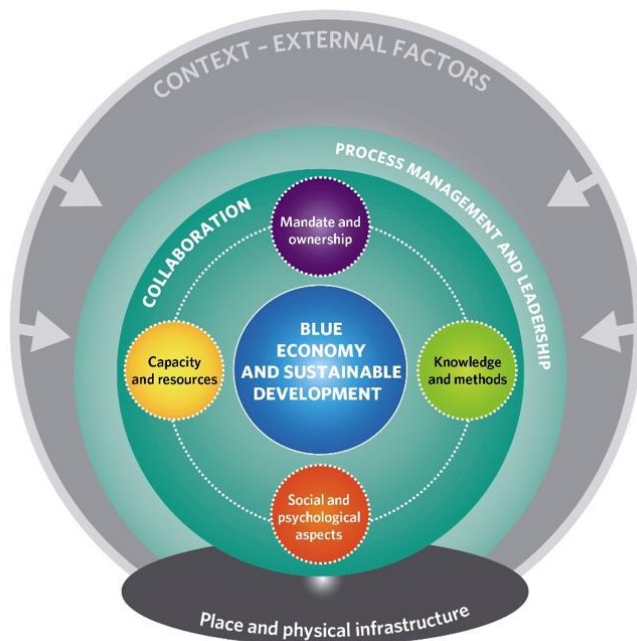 CONTEXT – EXTERNAL FACTORS
PROCESS MANAGEMENT AND LEADERSHIP
COLLABORATION
Mandate and
ownership
BLUE
ECONOMY
AND SUSTAINABLE
DEVELOPMENT
Capacity
and resources
Knowledge
and methods
Social and
psychological
aspects
Place and physical infrastructure